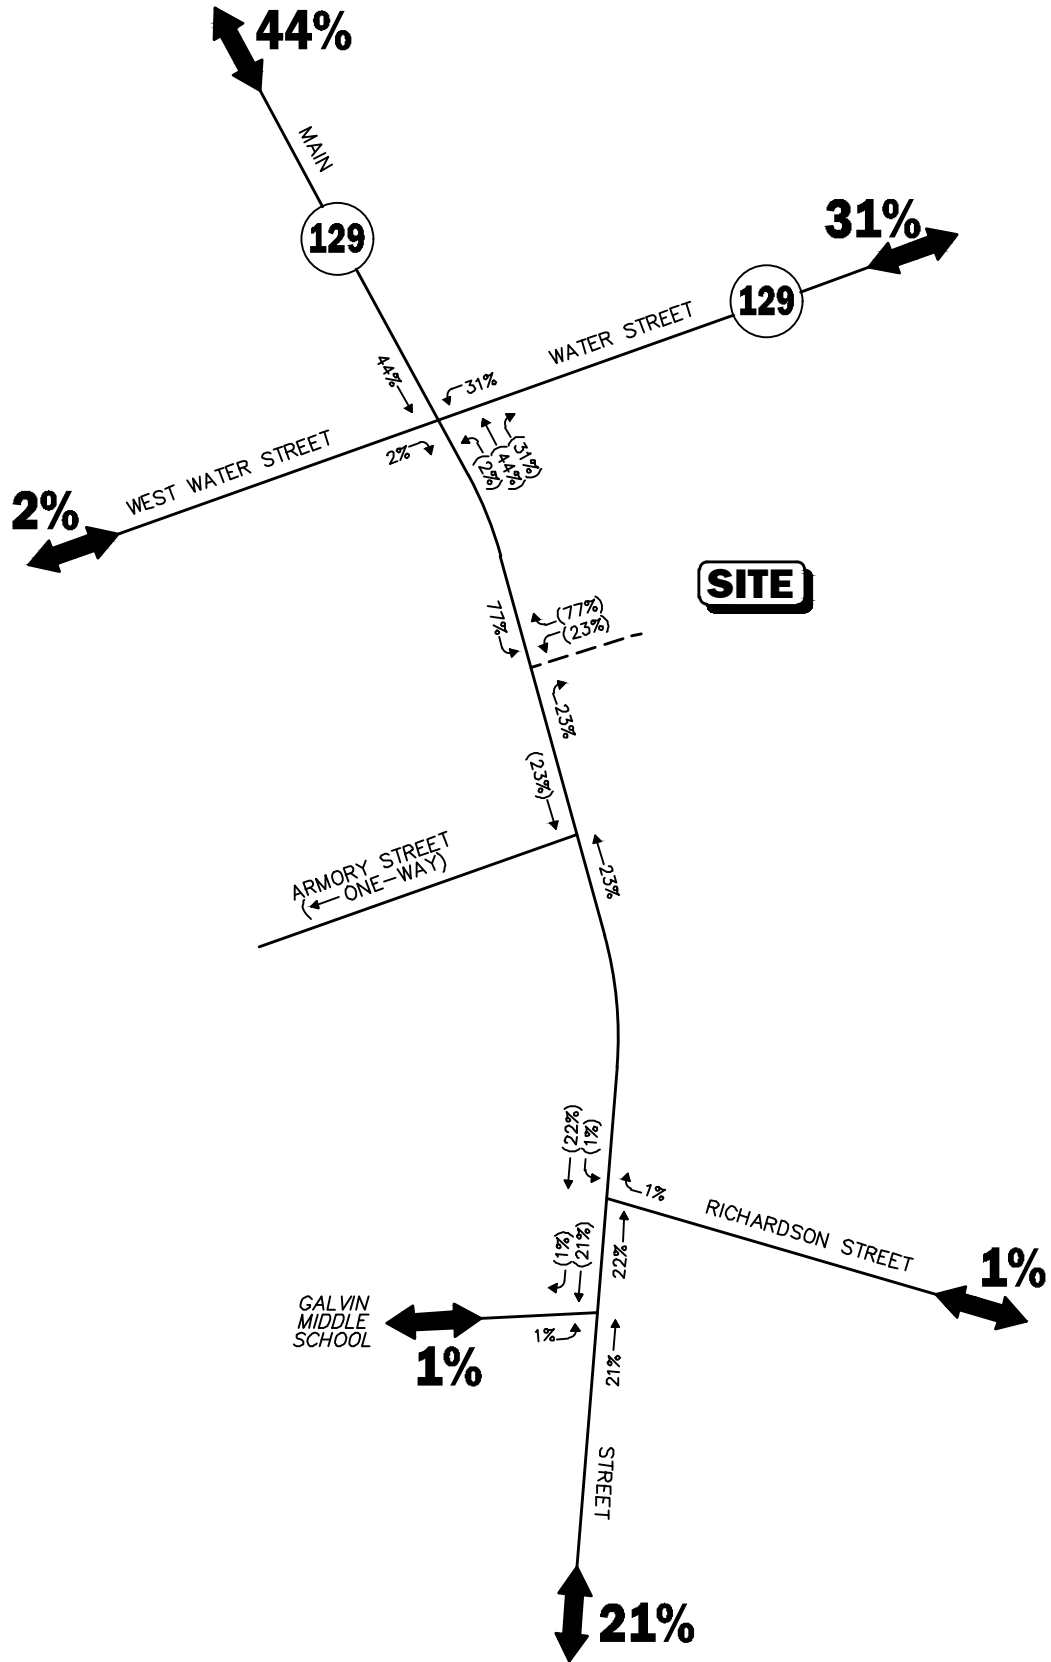 44%
MAIN
129
31%
129
WATER STREET
44%
31%
WEST WATER STREET
2%
(2%)
(44%)
(31%)
2%
SITE
77%
(77%)
(23%)
23%
(23%)
ARMORY STREET
(← ONE-WAY)
23%
(22%)
(1%)
1%
RICHARDSON STREET
(1%)
(21%)
22%
1%
GALVIN
MIDDLE
SCHOOL
1%
1%
21%
STREET
21%